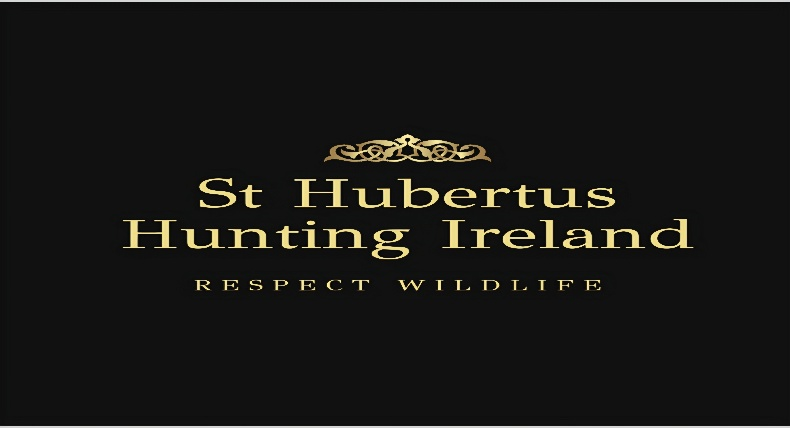 St Hubertus
Hunting Ireland
RESPECT WILDLIFE